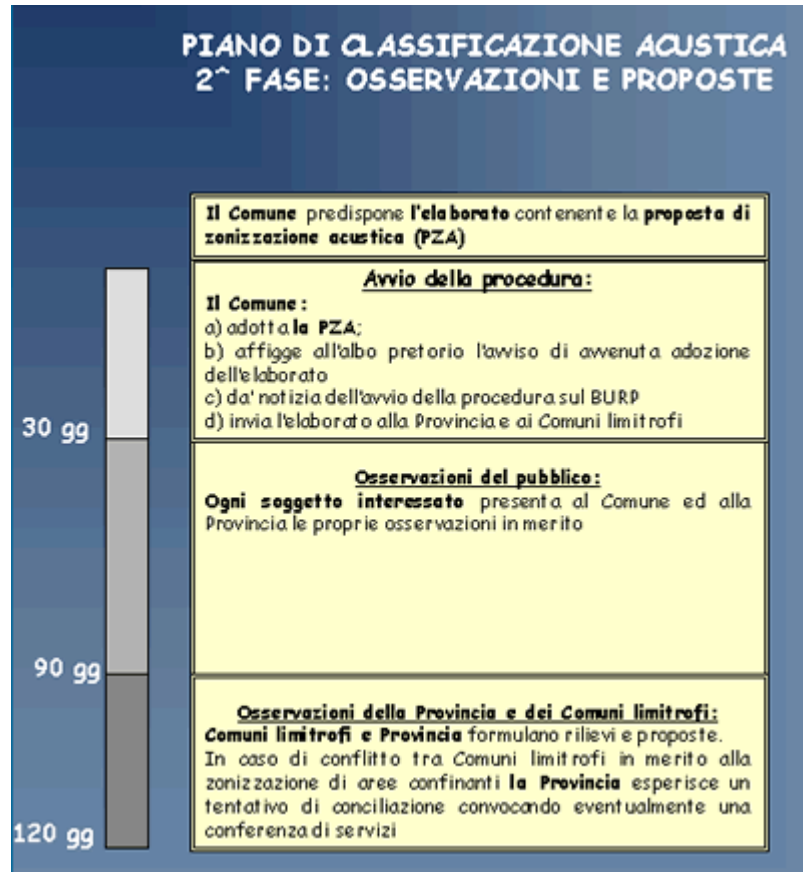 PIANO DI CLASSIFICAZIONE ACUSTICA
2^ FASE: OSSERVAZIONI E PROPOSTE
Il Comune predispone l'elaborato contenente la proposta di
zonizzazione acustica (PZA)
Avvio della procedura:
Il Comune:
a) adotta la PZA;
b) affigge all'albo pretorio l'avviso di avvenuta adozione
dell'elaborato
c) da' notizia dell'avvio della procedura sul BURP
d) invia l'elaborato alla Provincia e ai Comuni limitrofi
30 gg
Osservazioni del pubblico:
Ogni soggetto interessato presenta al Comune ed alla
Provincia le proprie osservazioni in merito
90 gg
Osservazioni della Provincia e dei Comuni limitrofi:
Comuni limitrofi e Provincia formulano rilievi e proposte.
In caso di conflitto tra Comuni limitrofi in merito alla
zonizzazione di aree confinanti la Provincia esperisce un
tentativo di conciliazione convocando eventualmente una
conferenza di servizi
120 gg